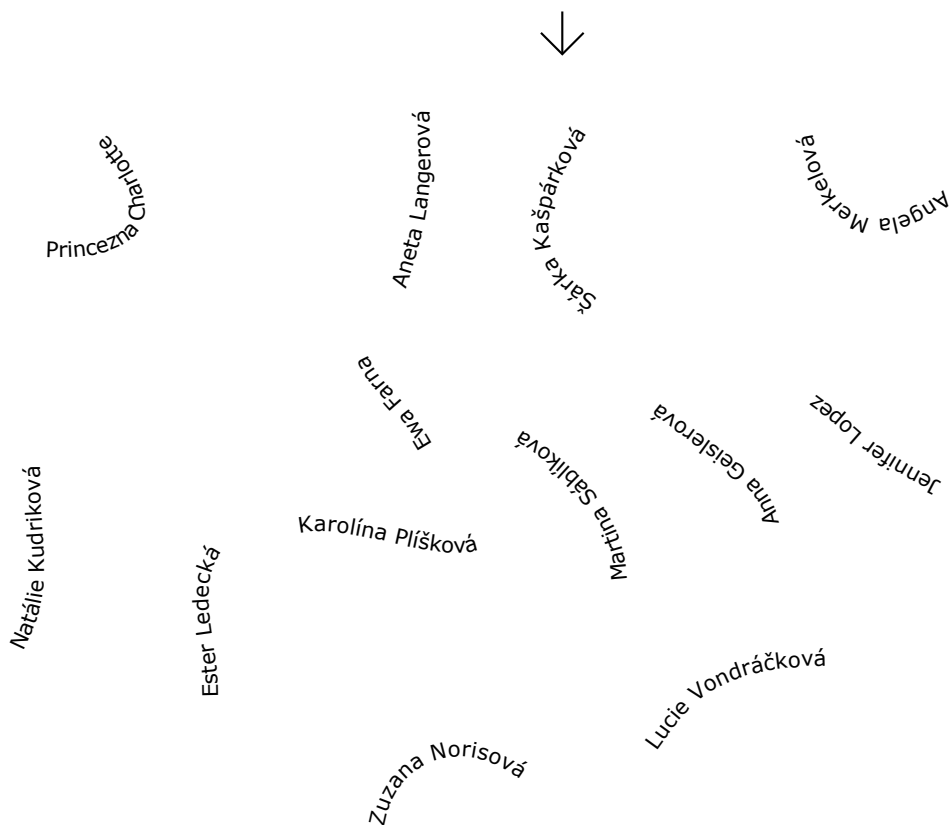 Princezna Charlotte
Aneta Langerová
Šárka Kašpárková
Angela Merkelová
Ewa Farna
Martina Sáblíková
Anna Geislerová
Jennifer Lopez
Natálie Kudriková
Ester Ledecká
Karolína Plíšková
Lucie Vondráčková
Zuzana Norisová